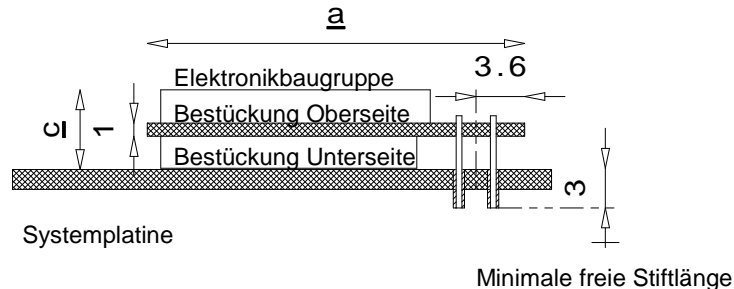 a
3.6
Elektronikbaugruppe
Bestückung Oberseite
c
1
Bestückung Unterseite
3
Systemplatine
Minimale freie Stiftlänge